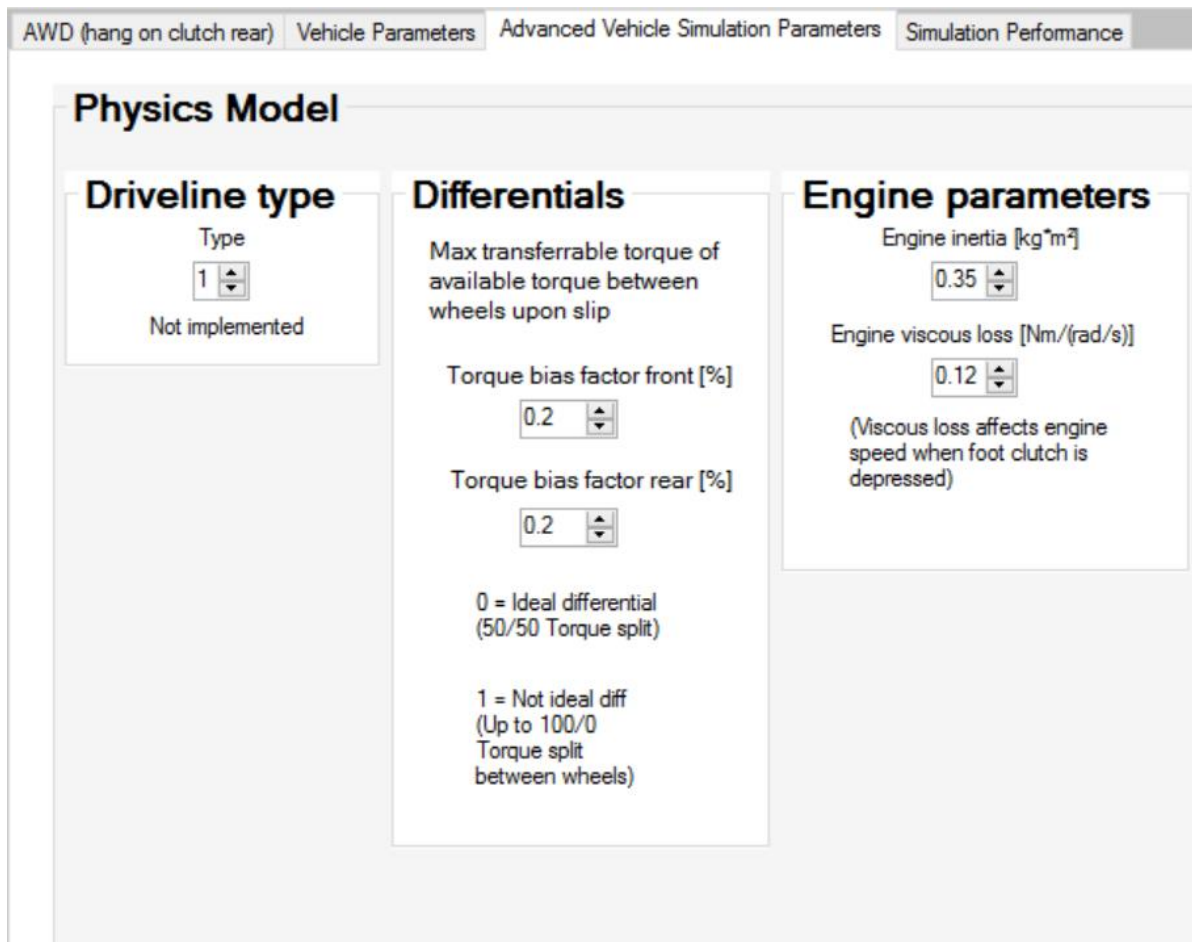 AWD (hang on clutch rear)
Vehicle Parameters
Advanced Vehicle Simulation Parameters
Simulation Performance
Physics Model
Driveline type
Type
1
Not implemented
Differentials
Max transferrable torque of
available torque between
wheels upon slip
Torque bias factor front [%]
0.2
Torque bias factor rear [%]
0.2
0 = Ideal differential
(50/50 Torque split)
1 = Not ideal diff
(Up to 100/0
Torque split
between wheels)
Engine parameters
Engine inertia [kg*m²]
0.35
Engine viscous loss [Nm/(rad/s)]
0.12
(Viscous loss affects engine
speed when foot clutch is
depressed)